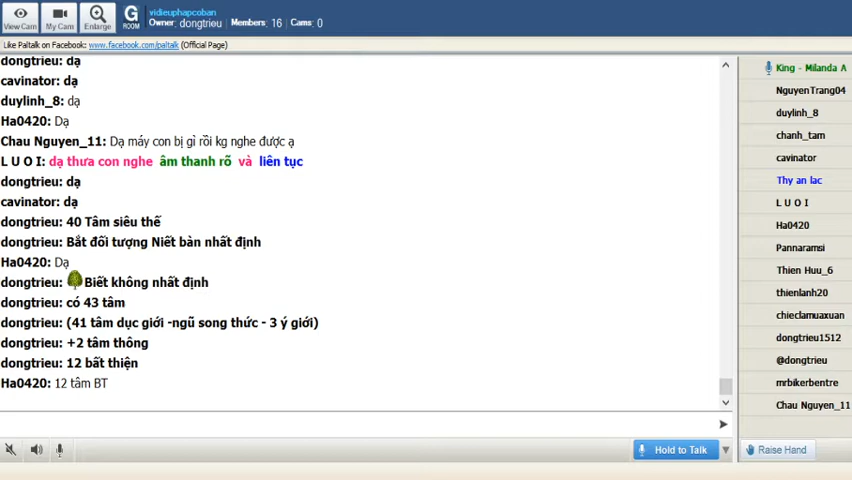 vidieuphapcoban
Owner: dongtrieu Members: 16 Cams: 0
View Cam My Cam Enlarge G ROOM
Like Paltalk on Facebook: www.facebook.com/paltalk (Official Page)
dongtrieu: dạ
cavinator: dạ
duylinh_8: dạ
Ha0420: Dạ
Chau Nguyen_11: Dạ máy con bị gì rồi kg nghe được ạ
L U O I: dạ thưa con nghe âm thanh rõ và liên tục
dongtrieu: dạ
cavinator: dạ
dongtrieu: 40 Tâm siêu thế
dongtrieu: Bắt đối tượng Niết bàn nhất định
Ha0420: Dạ
dongtrieu: Biết không nhất định
dongtrieu: có 43 tâm
dongtrieu: (41 tâm dục giới -ngũ song thức - 3 ý giới)
dongtrieu: +2 tâm thông
dongtrieu: 12 bất thiện
Ha0420: 12 tâm BT
King - Milanda A
NguyenTrang04
duylinh_8
chanh_tam
cavinator
Thy an lac
L U O I
Ha0420
Pannaramsi
Thien Huu_6
thienlanh20
chieclamuaxuan
dongtrieu1512
@dongtrieu
mrbikerbentre
Chau Nguyen_11
Hold to Talk
Raise Hand